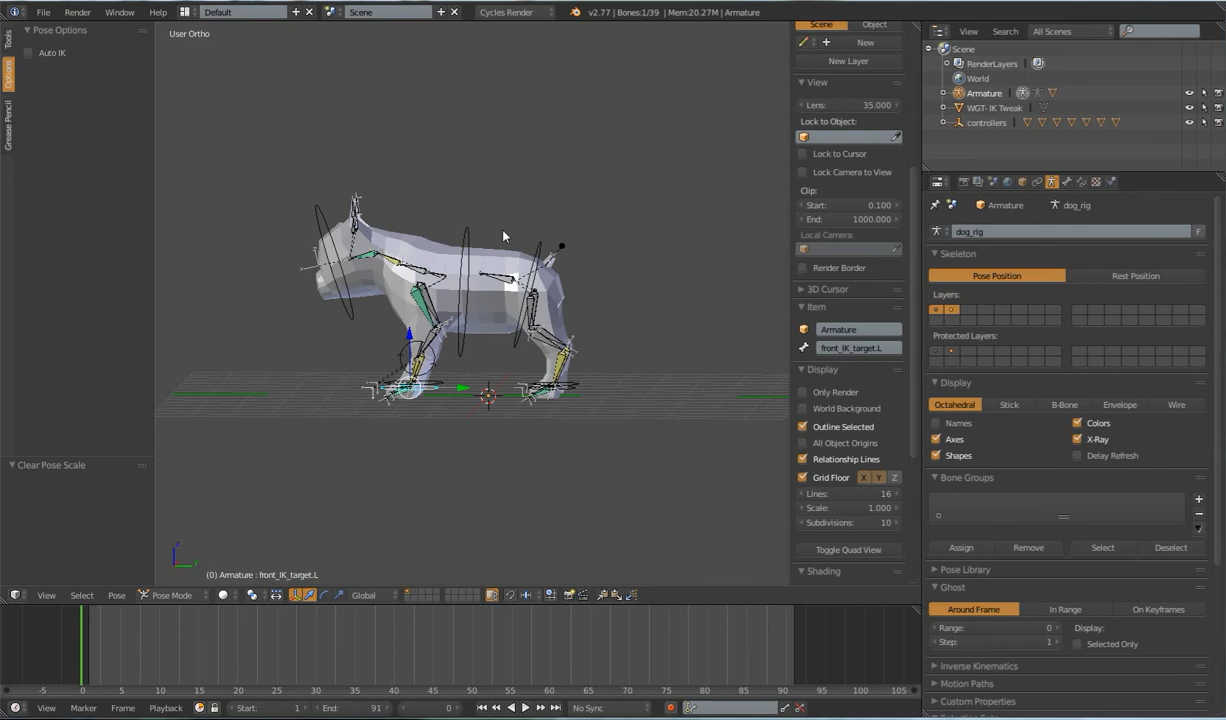 File Render Window Help Default Scene Cycles Render v2.77 | Bones:1/39 | Mem:20.27M | Armature
Tools
Options
Grease Pencil
Pose Options
Auto IK
Clear Pose Scale
User Ortho
(0) Armature : front_IK_target.L
View Select Pose Pose Mode Global
Scene Object
New
New Layer
View
Lens: 35.000
Lock to Object:
Lock to Cursor
Lock Camera to View
Clip:
Start: 0.100
End: 1000.000
Local Camera:
Render Border
3D Cursor
Item
Armature
front_IK_target.L
Display
Only Render
World Background
Outline Selected
All Object Origins
Relationship Lines
Grid Floor X Y Z
Lines: 16
Scale: 1.000
Subdivisions: 10
Toggle Quad View
Shading
View Search All Scenes
Scene
RenderLayers
World
Armature
WGT- IK Tweak
controllers
Armature dog_rig
dog_rig F
Skeleton
Pose Position Rest Position
Layers:
Protected Layers:
Display
Octahedral Stick B-Bone Envelope Wire
Names Colors
Axes X-Ray
Shapes Delay Refresh
Bone Groups
Assign Remove Select Deselect
Pose Library
Ghost
Around Frame In Range On Keyframes
Range: 0 Display:
Step: 1 Selected Only
Inverse Kinematics
Motion Paths
Custom Properties
-5 0 5 10 15 20 25 30 35 40 45 50 55 60 65 70 75 80 85 90 95 100 105
View Marker Frame Playback Start: 1 End: 91 0 No Sync